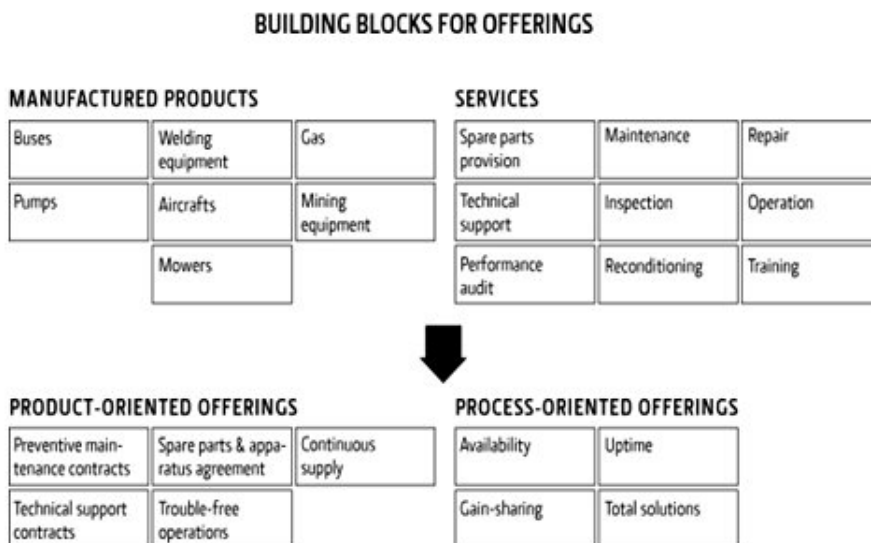 BUILDING BLOCKS FOR OFFERINGS
MANUFACTURED PRODUCTS
Buses
Welding
equipment
Gas
Pumps
Aircrafts
Mining
equipment
Mowers
SERVICES
Spare parts
provision
Maintenance
Repair
Technical
support
Inspection
Operation
Performance
audit
Reconditioning
Training
PRODUCT-ORIENTED OFFERINGS
Preventive main-
tenance contracts
Spare parts & appa-
ratus agreement
Continuous
supply
Technical support
contracts
Trouble-free
operations
PROCESS-ORIENTED OFFERINGS
Availability
Uptime
Gain-sharing
Total solutions